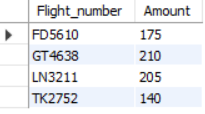 Flight_number Amount
FD5610 175
GT4638 210
LN3211 205
TK2752 140